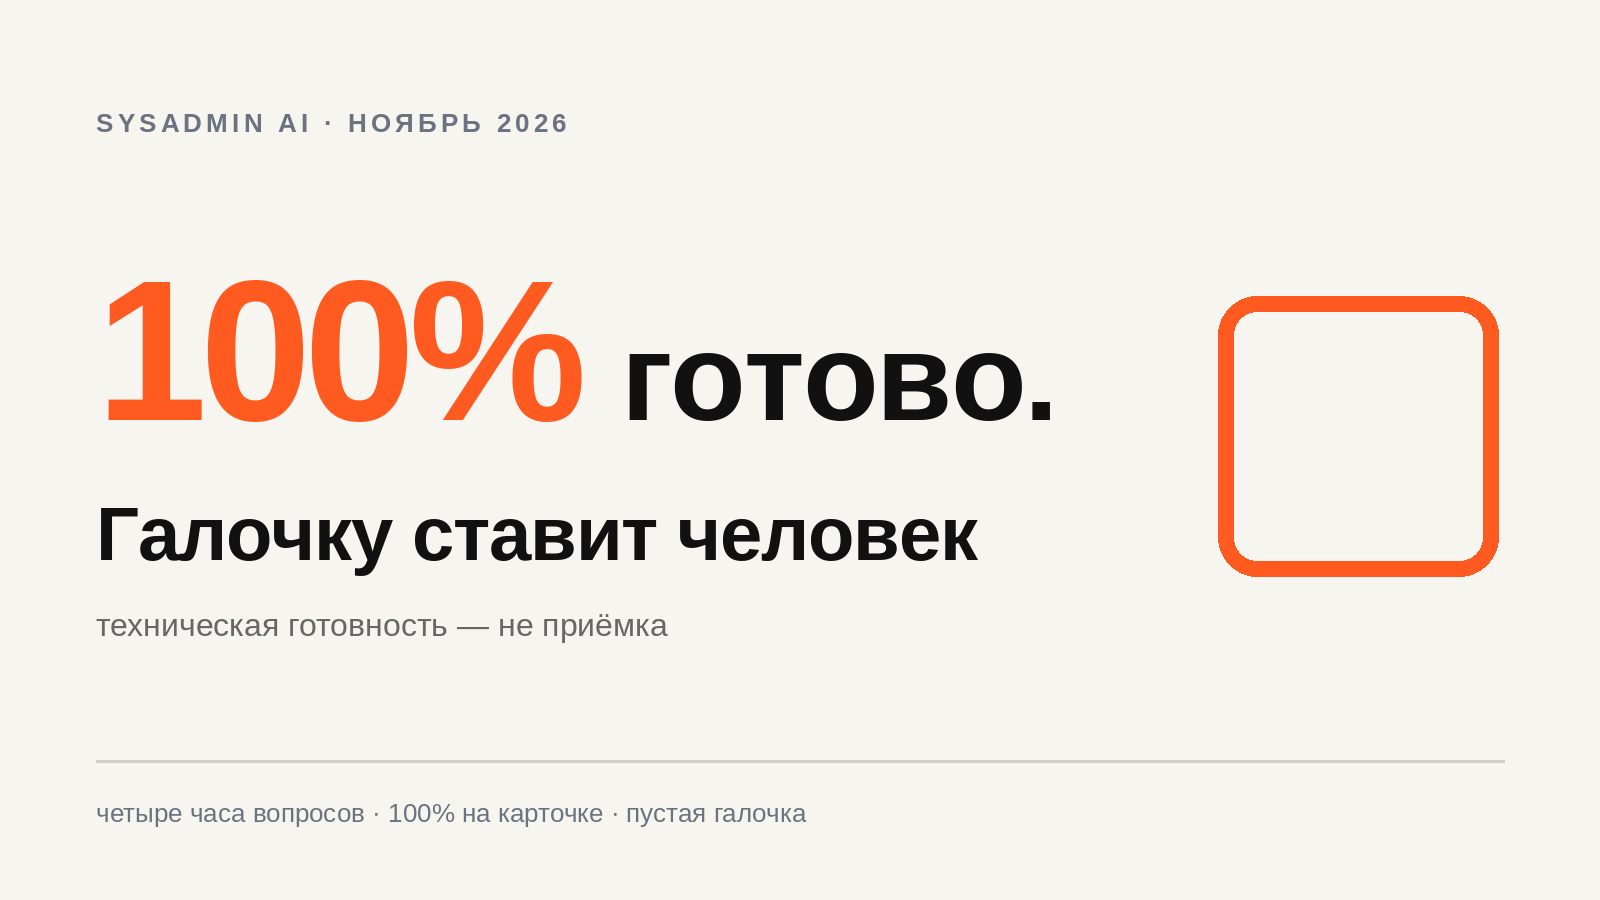 SYSADMIN AI · НОЯБРЬ 2026
100% готово.
Галочку ставит человек
техническая готовность — не приёмка
четыре часа вопросов · 100% на карточке · пустая галочка